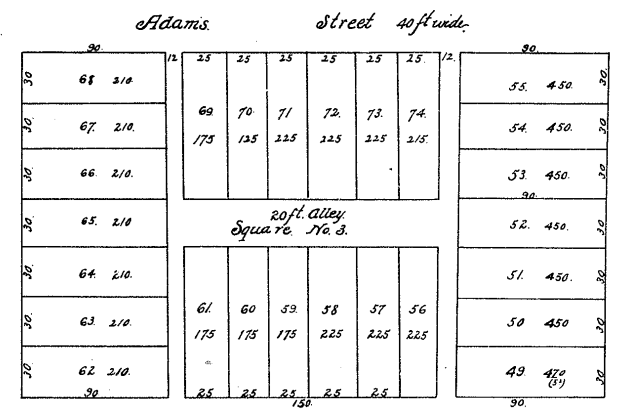 Adams. Street 40 ft wide.
90. 12 25 25 25 25 25 25. 12. 90.
30 68 210. 55. 450. 30.
30. 67. 210. 69. 70. 71 72. 73. 74. 54. 450. 30.
175 125 225 225 225 215.
30. 66. 210. 53. 450. 30
90.
30. 65. 210 20 ft. Alley. 52. 450. 30.
Square No. 3.
30. 64. 210. 51. 450. 30
30. 63. 210. 61. 60 59. 58 57 56 50 450 30.
175 175 175 225 225 225
30. 62 210. 49. 470 30
(5')
90 25 25 25 25 25
150. 90.